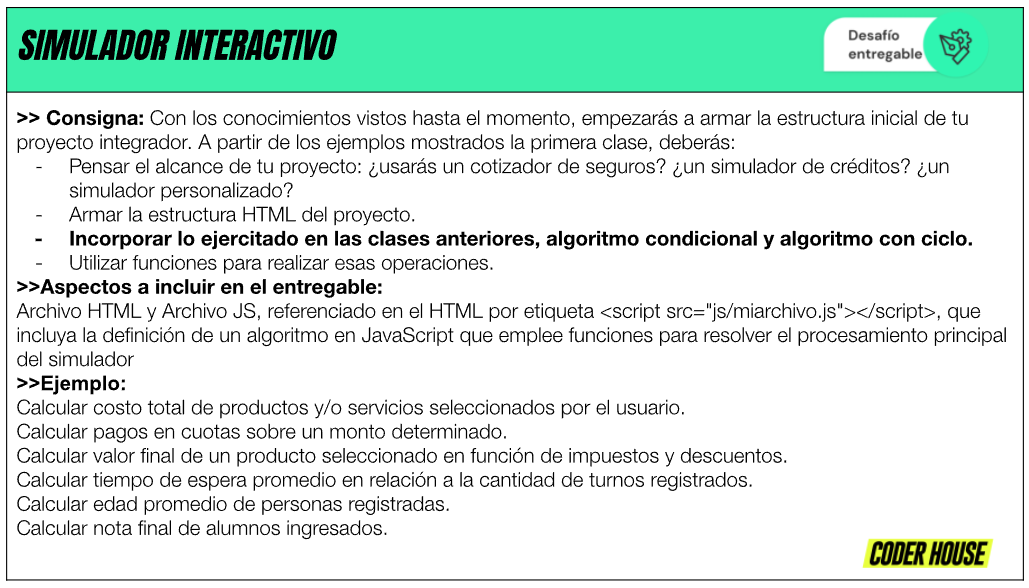 SIMULADOR INTERACTIVO
Desafío
entregable
>> Consigna: Con los conocimientos vistos hasta el momento, empezarás a armar la estructura inicial de tu
proyecto integrador. A partir de los ejemplos mostrados la primera clase, deberás:
- Pensar el alcance de tu proyecto: ¿usarás un cotizador de seguros? ¿un simulador de créditos? ¿un
simulador personalizado?
- Armar la estructura HTML del proyecto.
- Incorporar lo ejercitado en las clases anteriores, algoritmo condicional y algoritmo con ciclo.
- Utilizar funciones para realizar esas operaciones.
>>Aspectos a incluir en el entregable:
Archivo HTML y Archivo JS, referenciado en el HTML por etiqueta <script src="js/miarchivo.js"></script>, que
incluya la definición de un algoritmo en JavaScript que emplee funciones para resolver el procesamiento principal
del simulador
>>Ejemplo:
Calcular costo total de productos y/o servicios seleccionados por el usuario.
Calcular pagos en cuotas sobre un monto determinado.
Calcular valor final de un producto seleccionado en función de impuestos y descuentos.
Calcular tiempo de espera promedio en relación a la cantidad de turnos registrados.
Calcular edad promedio de personas registradas.
Calcular nota final de alumnos ingresados.
CODER HOUSE